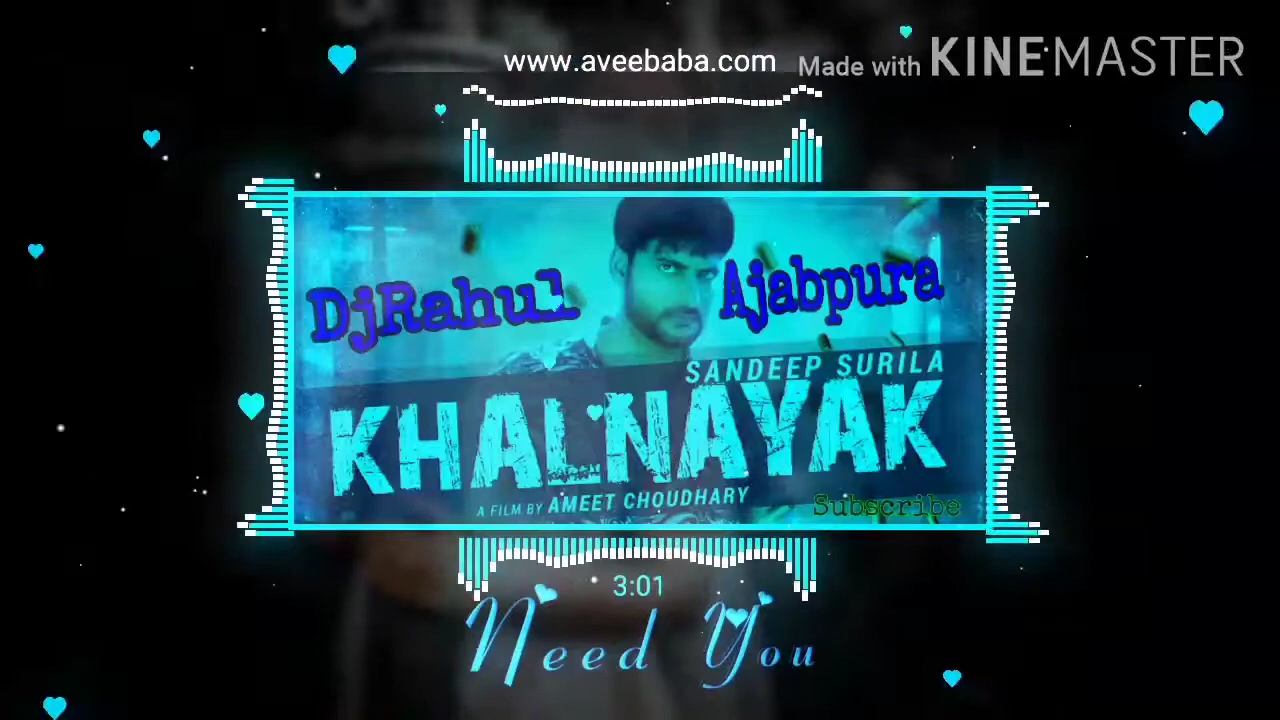 www.aveebaba.com
Made with KINEMASTER
DjRahul
Ajabpura
SANDEEP SURILA
KHALNAYAK
A FILM BY AMEET CHOUDHARY
Subscribe
3:01
Need You